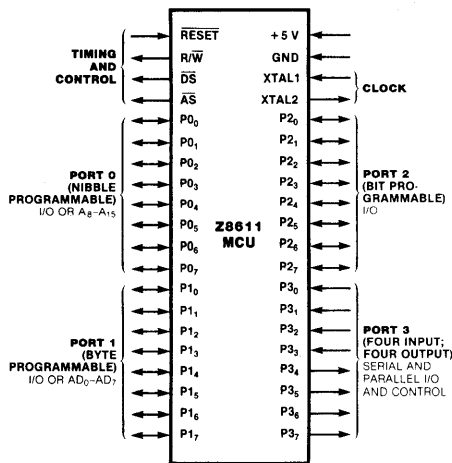 TIMING
AND
CONTROL
RESET
R/W
DS
AS
PORT 0
(NIBBLE
PROGRAMMABLE)
I/O OR A8–A15
P00
P01
P02
P03
P04
P05
P06
P07
PORT 1
(BYTE
PROGRAMMABLE)
I/O OR AD0–AD7
P10
P11
P12
P13
P14
P15
P16
P17
Z8611
MCU
+5 V
GND
XTAL1
XTAL2
CLOCK
P20
P21
P22
P23
P24
P25
P26
P27
PORT 2
(BIT PRO-
GRAMMABLE)
I/O
P30
P31
P32
P33
P34
P35
P36
P37
PORT 3
(FOUR INPUT;
FOUR OUTPUT)
SERIAL AND
PARALLEL I/O
AND CONTROL